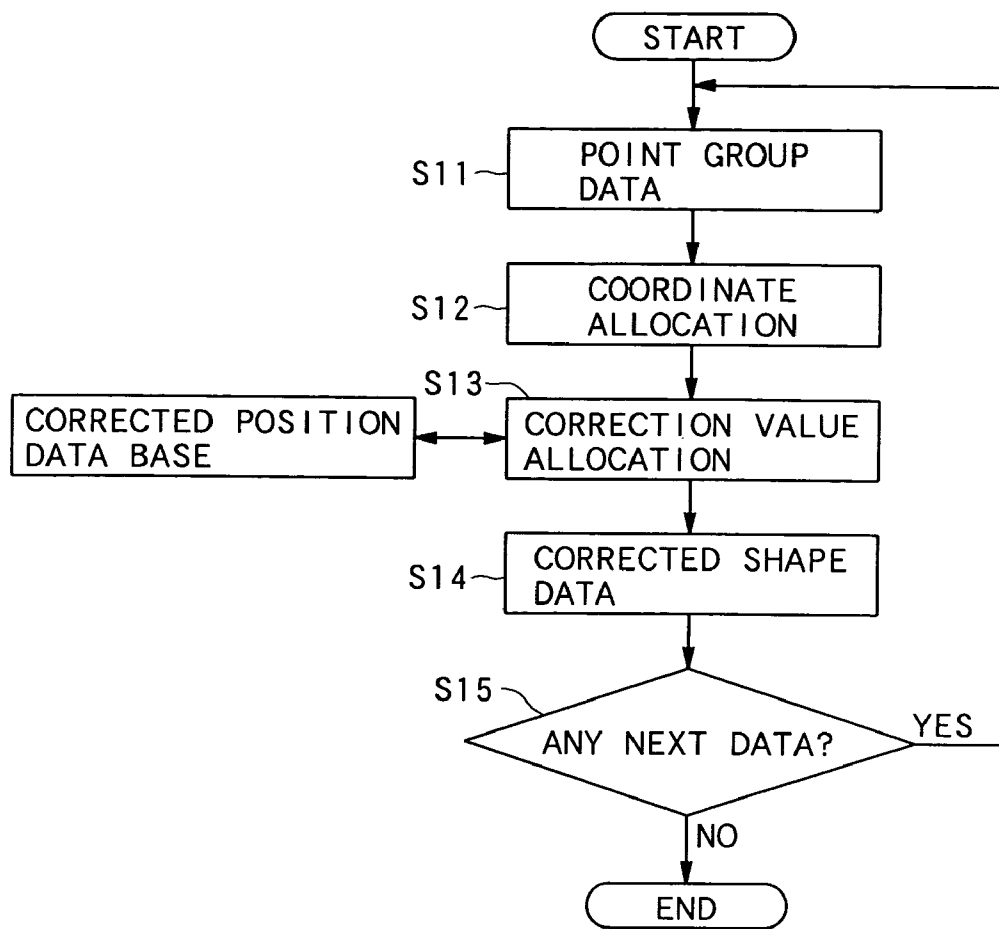 START
S11
POINT GROUP
DATA
S12
COORDINATE
ALLOCATION
S13
CORRECTED POSITION
DATA BASE
CORRECTION VALUE
ALLOCATION
S14
CORRECTED SHAPE
DATA
S15
ANY NEXT DATA?
YES
NO
END